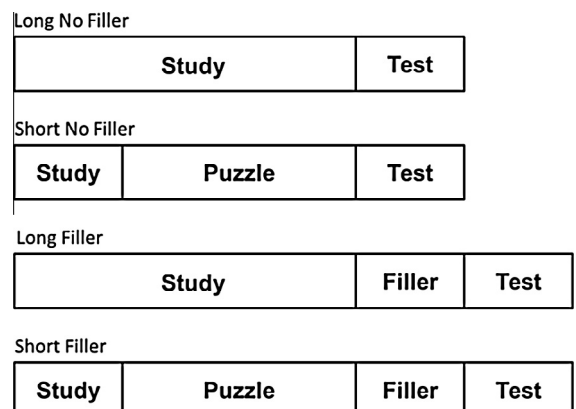 Long No Filler
Study Test
Short No Filler
Study Puzzle Test
Long Filler
Study Filler Test
Short Filler
Study Puzzle Filler Test